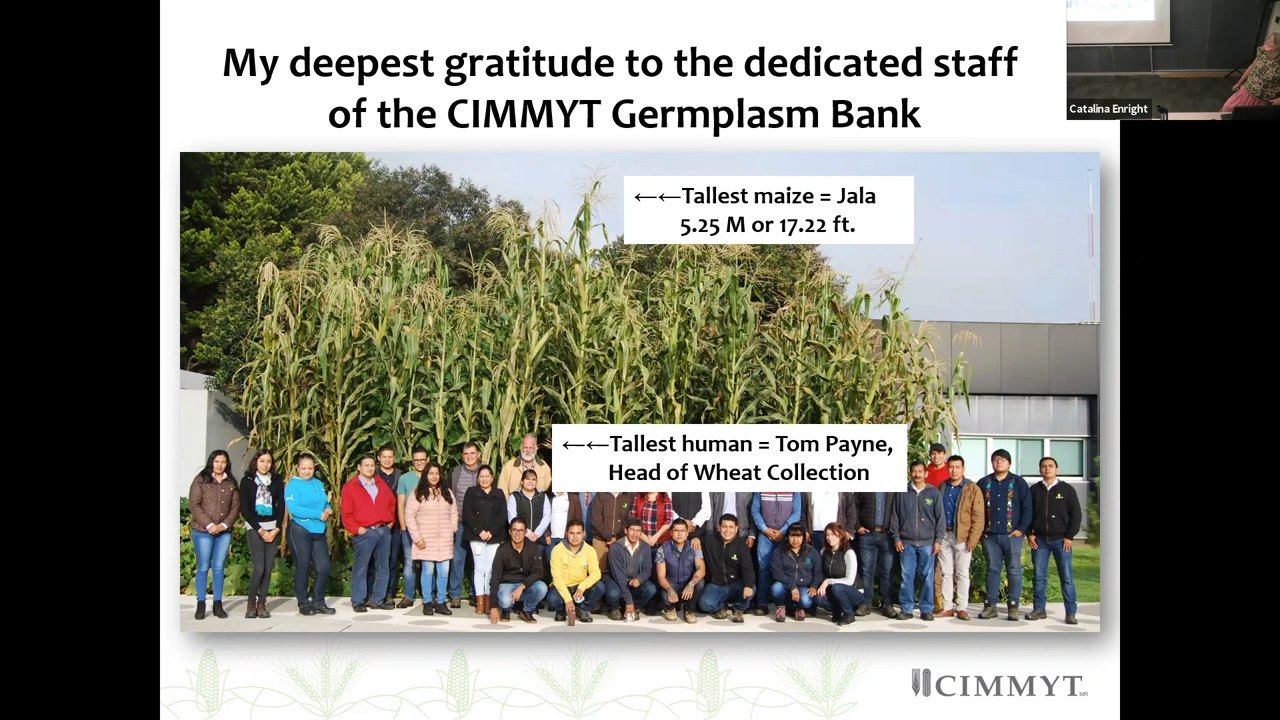 My deepest gratitude to the dedicated staff
of the CIMMYT Germplasm Bank
Catalina Enright
←←Tallest maize = Jala
5.25 M or 17.22 ft.
←←Tallest human = Tom Payne,
Head of Wheat Collection
CIMMYT MR